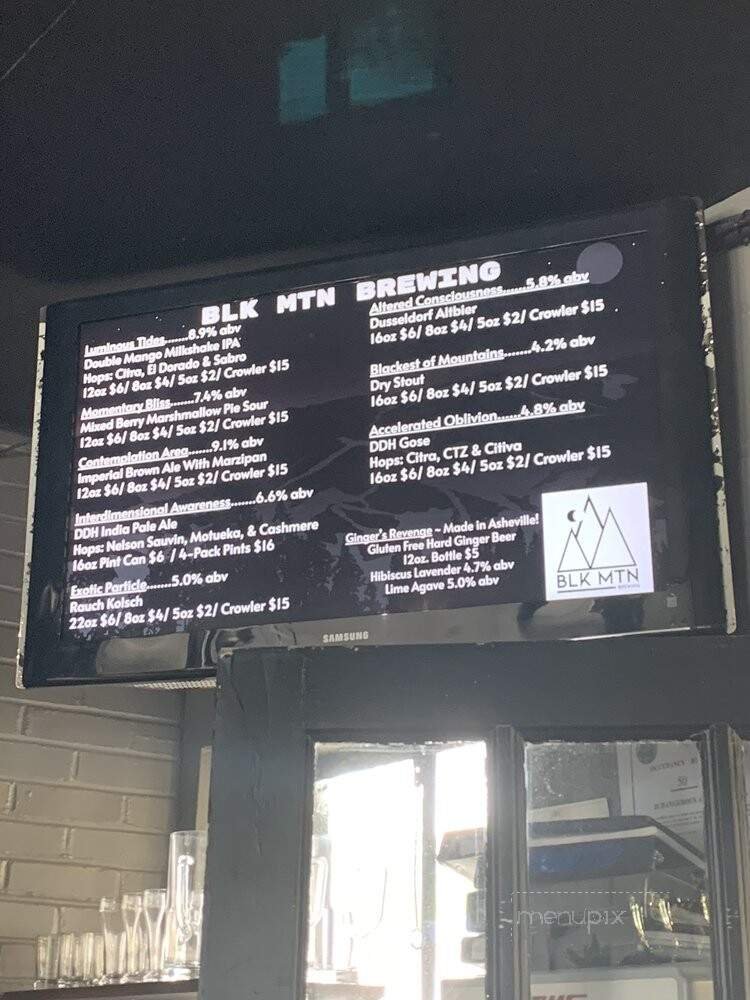 BLK MTN BREWING
Luminous Tides.......8.9% abv
Double Mango Milkshake IPA
Hops: Citra, El Dorado & Sabro
12oz $6/ 8oz $4/ 5oz $2/ Crowler $15
Momentary Bliss.......7.4% abv
Mixed Berry Marshmallow Pie Sour
12oz $6/ 8oz $4/ 5oz $2/ Crowler $15
Contemplation Area.......9.1% abv
Imperial Brown Ale With Marzipan
12oz $6/ 8oz $4/ 5oz $2/ Crowler $15
Interdimensional Awareness.......6.6% abv
DDH India Pale Ale
Hops: Nelson Sauvin, Motueka, & Cashmere
16oz Pint Can $6 / 4-Pack Pints $16
Exotic Particle.......5.0% abv
Rauch Kolsch
22oz $6/ 8oz $4/ 5oz $2/ Crowler $15
Altered Consciousness.......5.8% abv
Dusseldorf Altbier
16oz $6/ 8oz $4/ 5oz $2/ Crowler $15
Blackest of Mountains.......4.2% abv
Dry Stout
16oz $6/ 8oz $4/ 5oz $2/ Crowler $15
Accelerated Oblivion.......4.8% abv
DDH Gose
Hops: Citra, CTZ & Citiva
16oz $6/ 8oz $4/ 5oz $2/ Crowler $15
Ginger's Revenge ~ Made in Asheville!
Gluten Free Hard Ginger Beer
12oz. Bottle $5
Hibiscus Lavender 4.7% abv
Lime Agave 5.0% abv
BLK MTN
BREWING
SAMSUNG
OCCUPANCY
50
menupix